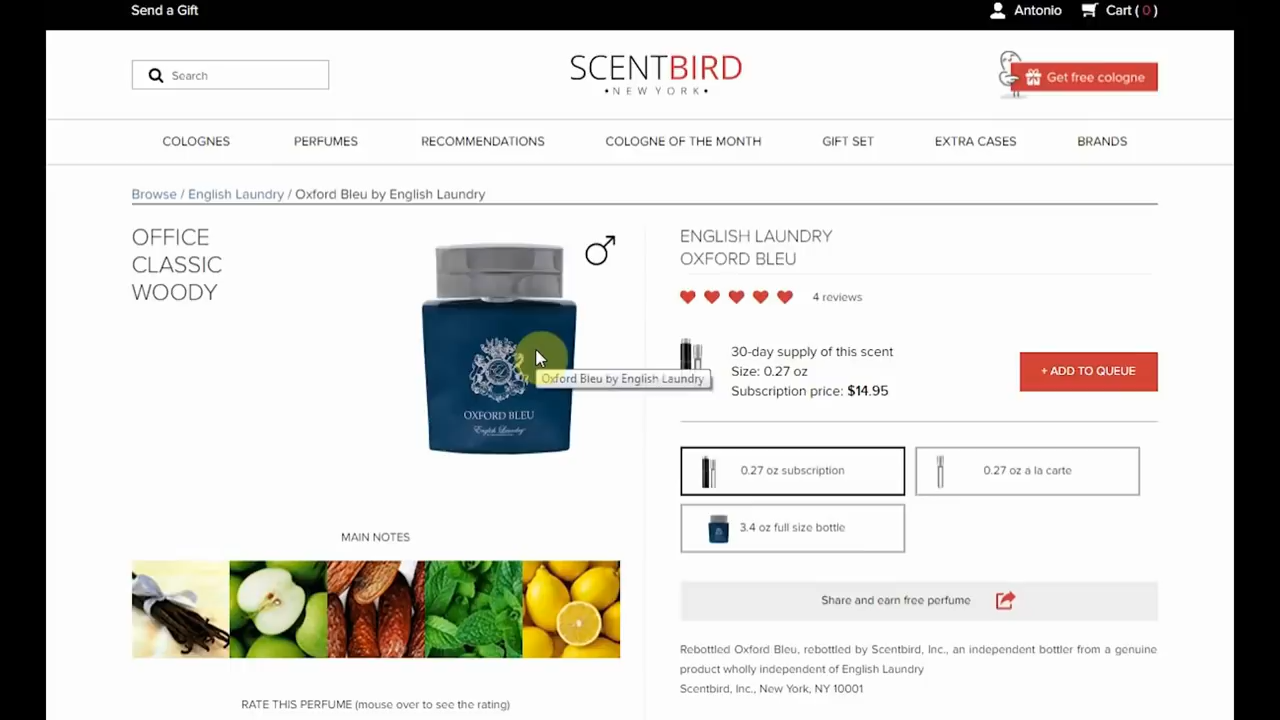 Send a Gift
Antonio
Cart ( 0 )
Search
SCENTBIRD
•NEW YORK•
Get free cologne
COLOGNES
PERFUMES
RECOMMENDATIONS
COLOGNE OF THE MONTH
GIFT SET
EXTRA CASES
BRANDS
Browse / English Laundry / Oxford Bleu by English Laundry
OFFICE
CLASSIC
WOODY
OXFORD BLEU
English Laundry
Oxford Bleu by English Laundry
ENGLISH LAUNDRY
OXFORD BLEU
4 reviews
30-day supply of this scent
Size: 0.27 oz
Subscription price: $14.95
+ ADD TO QUEUE
0.27 oz subscription
0.27 oz a la carte
3.4 oz full size bottle
MAIN NOTES
Share and earn free perfume
Rebottled Oxford Bleu, rebottled by Scentbird, Inc., an independent bottler from a genuine
product wholly independent of English Laundry
Scentbird, Inc., New York, NY 10001
RATE THIS PERFUME (mouse over to see the rating)